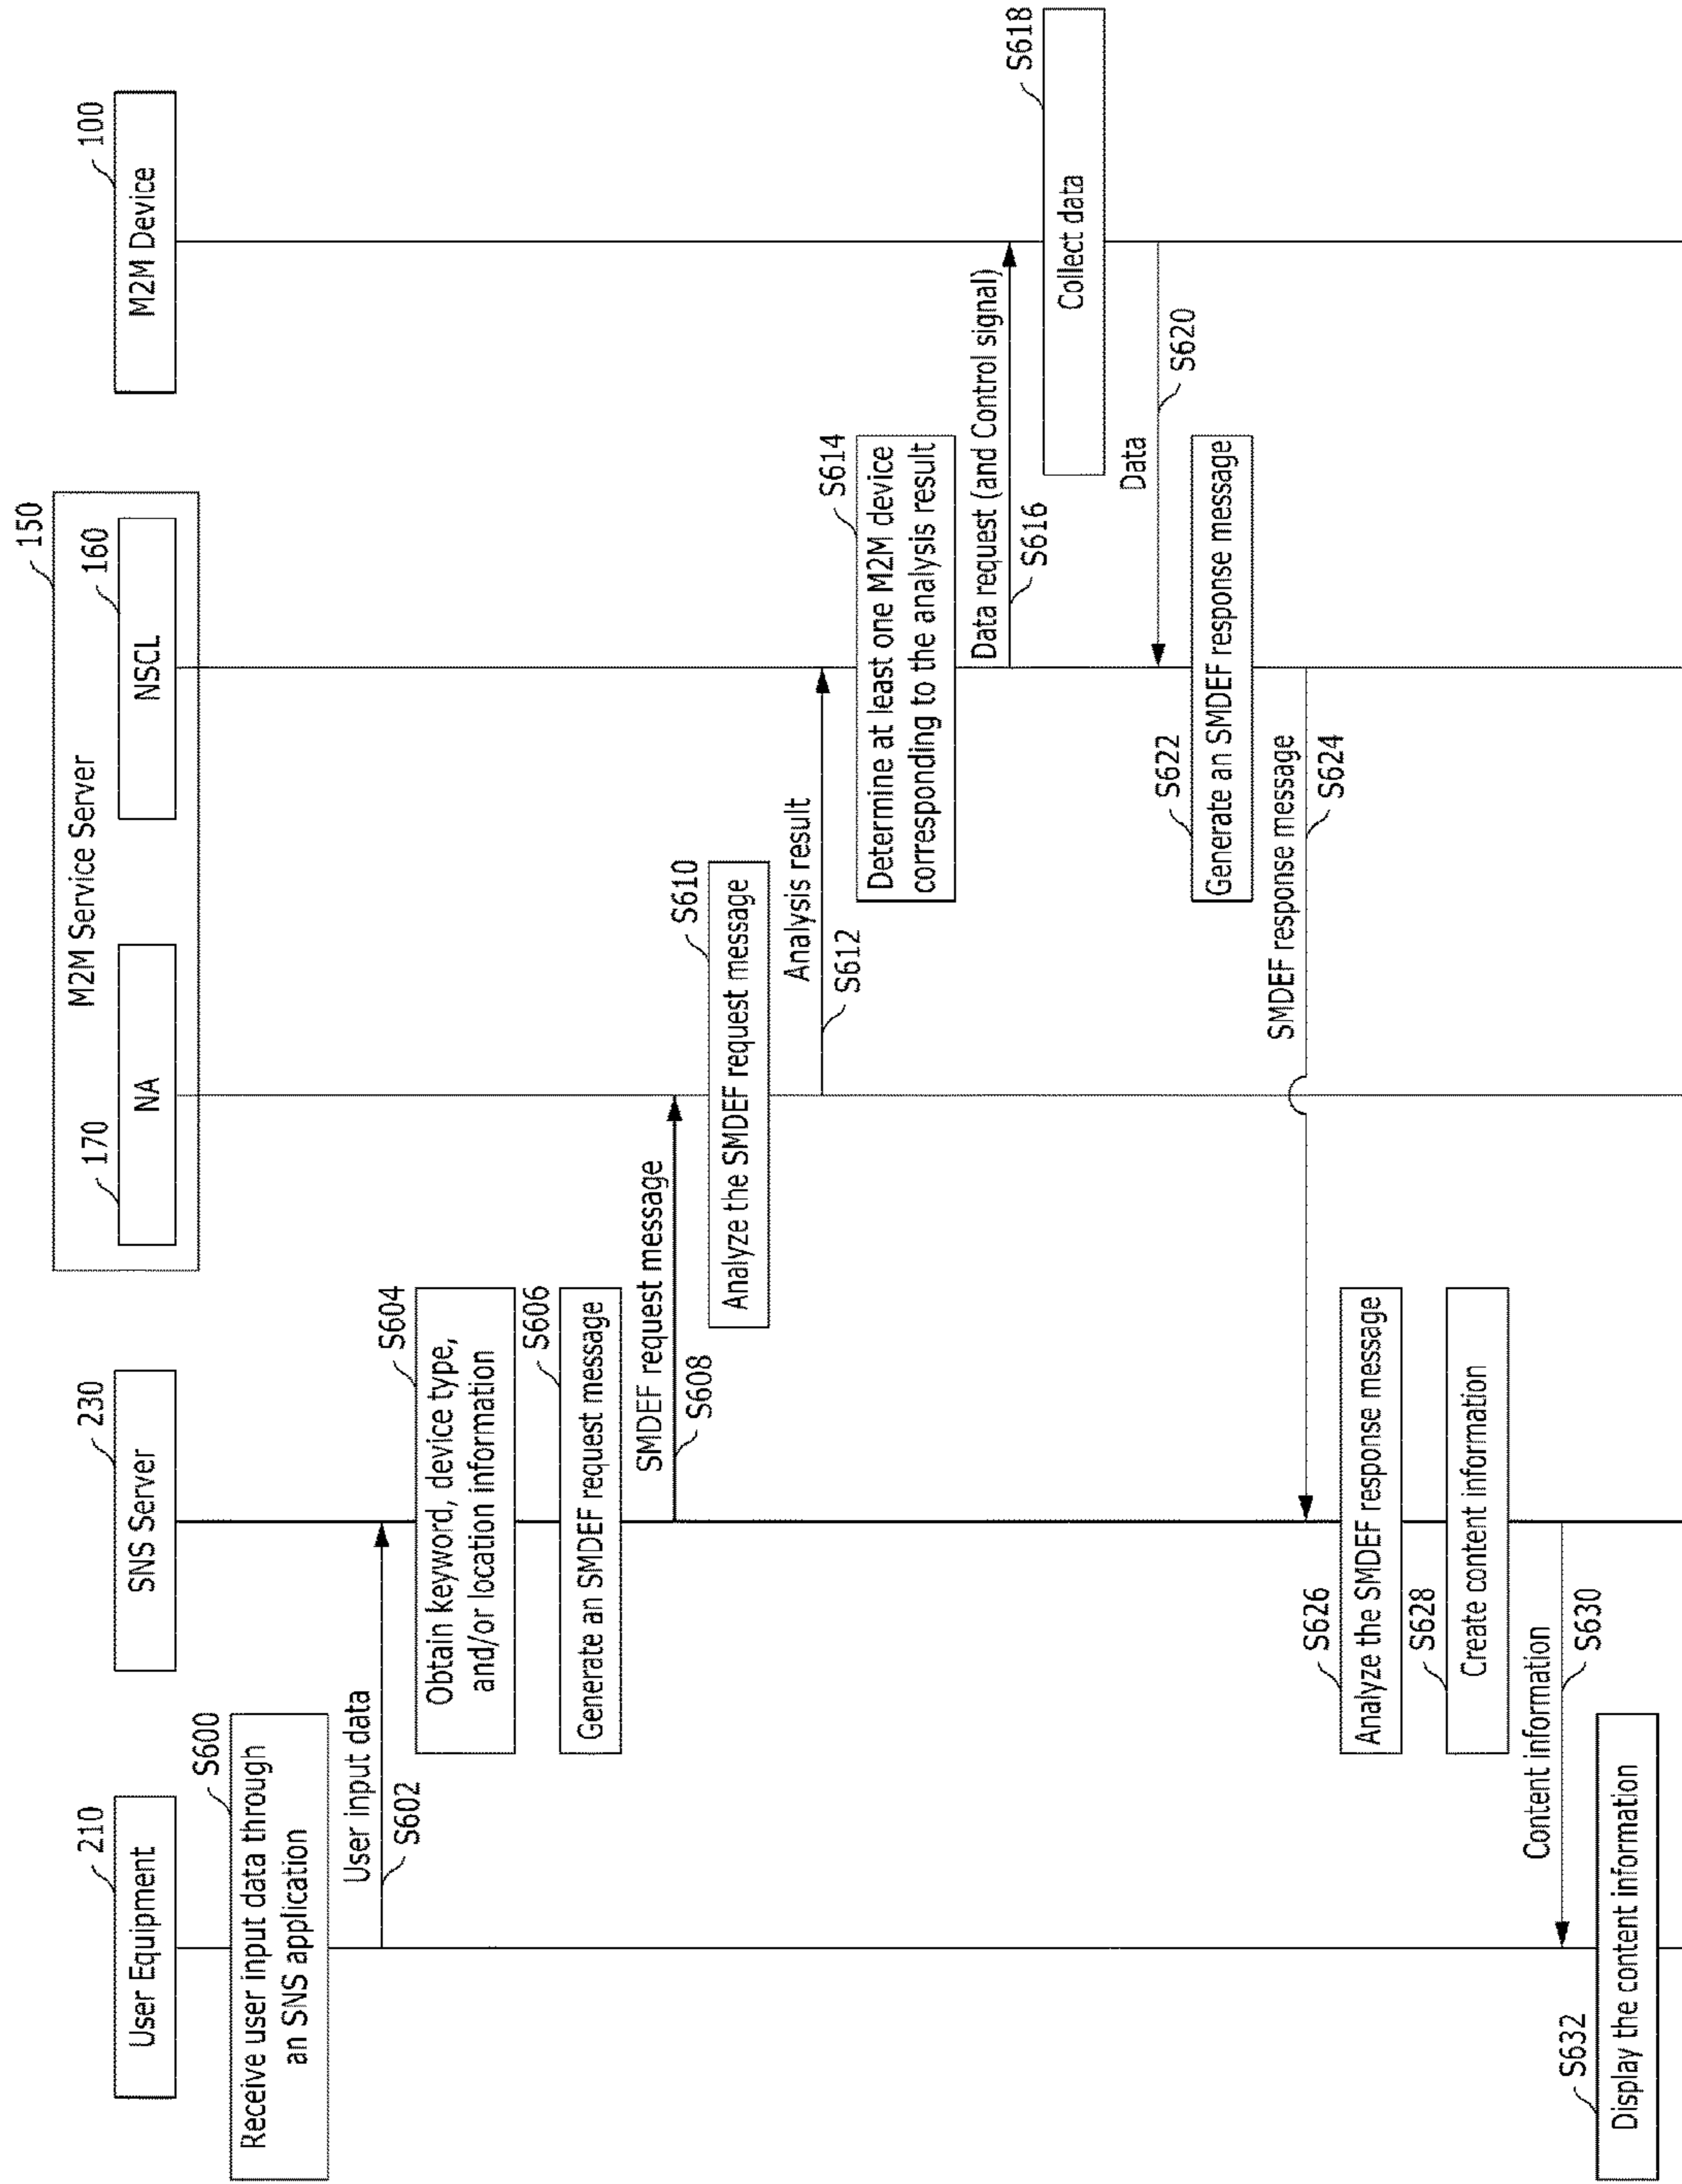 210
User Equipment
230
SNS Server
150
M2M Service Server
170
NA
160
NSCL
100
M2M Device
S600
Receive user input data through
an SNS application
User input data
S602
S604
Obtain keyword, device type,
and/or location information
S606
Generate an SMDEF request message
SMDEF request message
S608
S610
Analyze the SMDEF request message
Analysis result
S612
S614
Determine at least one M2M device
corresponding to the analysis result
Data request (and Control signal)
S616
S618
Collect data
Data
S620
S622
Generate an SMDEF response message
SMDEF response message
S624
S626
Analyze the SMDEF response message
S628
Create content information
Content information
S630
S632
Display the content information